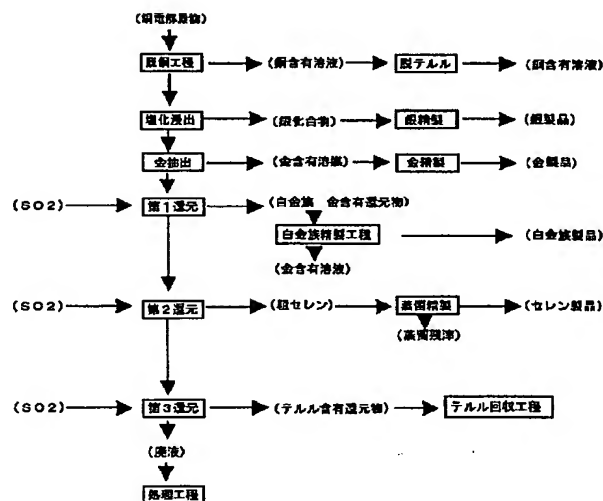 (銅電解殿物)
脱銅工程 (銅含有溶液) 脱テルル (銅含有溶液)
塩化浸出 (銀化合物) 銀精製 (銀製品)
金抽出 (金含有溶媒) 金精製 (金製品)
(SO2) 第1還元 (白金族 金含有還元物)
白金族精製工程 (白金族製品)
(金含有溶液)
(SO2) 第2還元 (粗セレン) 蒸留精製 (セレン製品)
(蒸留残渣)
(SO2) 第3還元 (テルル含有還元物) テルル回収工程
(廃液)
処理工程